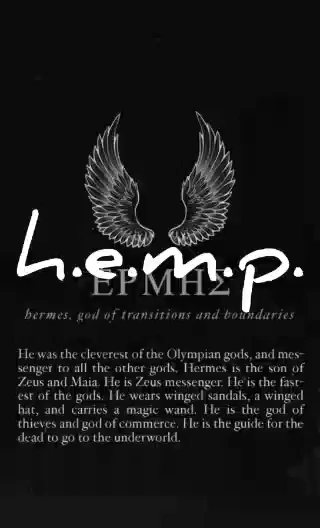 h.e.m.p.
ΕΡΜΗΣ
hermes, god of transitions and boundaries
He was the cleverest of the Olympian gods, and mes-
senger to all the other gods. Hermes is the son of
Zeus and Maia. He is Zeus messenger. He is the fast-
est of the gods. He wears winged sandals, a winged
hat, and carries a magic wand. He is the god of
thieves and god of commerce. He is the guide for the
dead to go to the underworld.